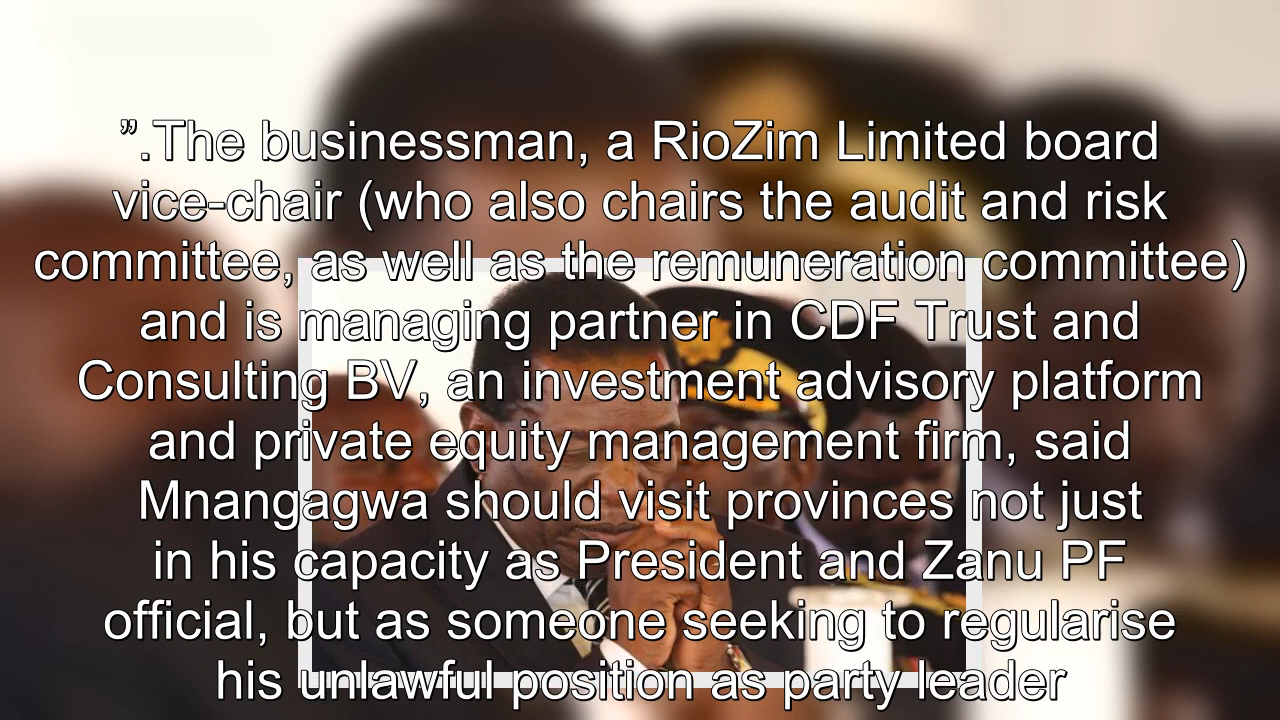 ”.The businessman, a RioZim Limited board
vice-chair (who also chairs the audit and risk
committee, as well as the remuneration committee)
and is managing partner in CDF Trust and
Consulting BV, an investment advisory platform
and private equity management firm, said
Mnangagwa should visit provinces not just
in his capacity as President and Zanu PF
official, but as someone seeking to regularise
his unlawful position as party leader